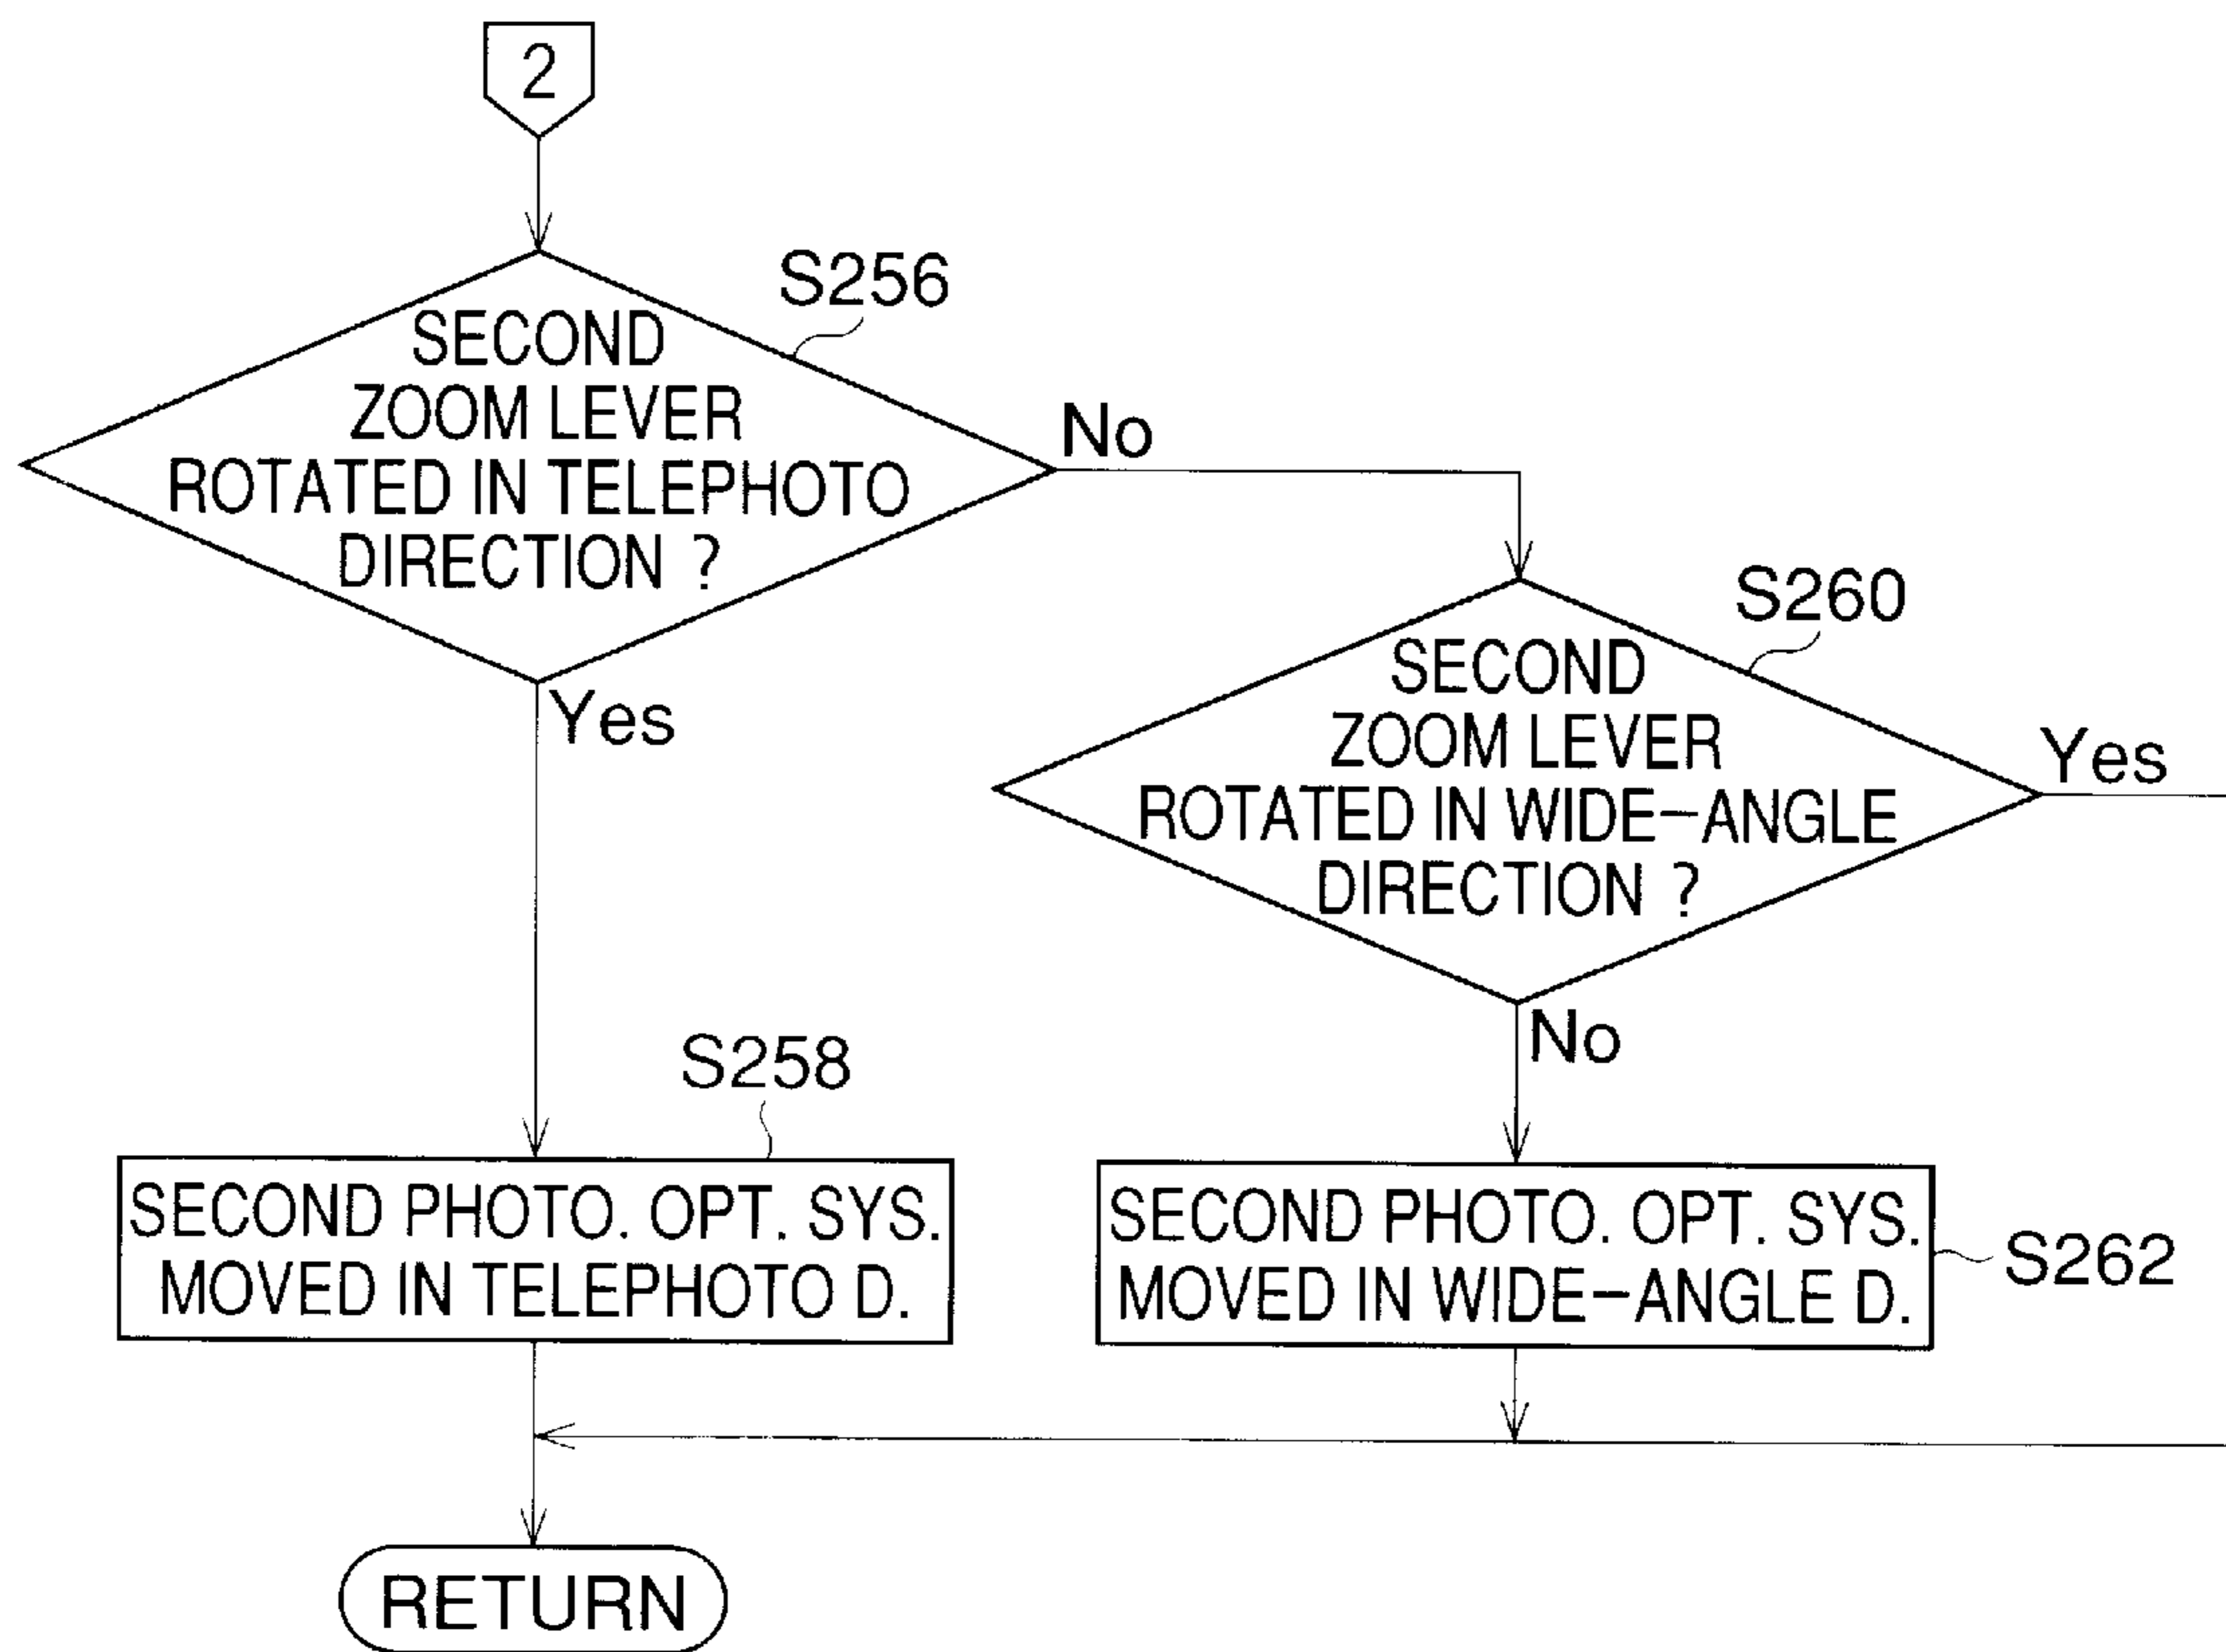 2
S256
SECOND
ZOOM LEVER
ROTATED IN TELEPHOTO
DIRECTION ?
No
Yes
S260
SECOND
ZOOM LEVER
ROTATED IN WIDE-ANGLE
DIRECTION ?
Yes
No
S258
SECOND PHOTO. OPT. SYS.
MOVED IN TELEPHOTO D.
SECOND PHOTO. OPT. SYS.
MOVED IN WIDE-ANGLE D.
S262
RETURN